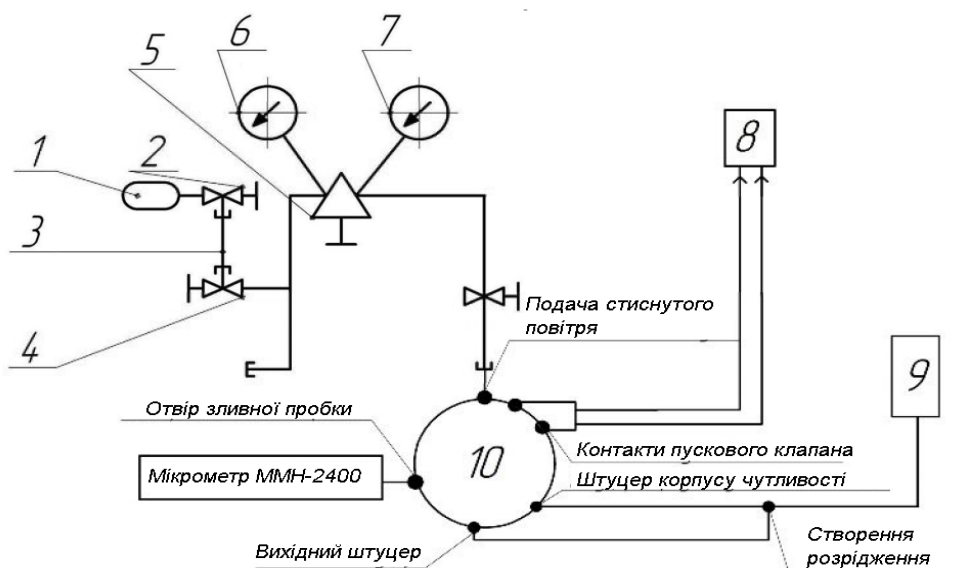 6
7
5
1
2
8
3
Подача стиснутого
повітря
4
9
Отвір зливної пробки
10
Контакти пускового клапана
Мікрометр ММН-2400
Штуцер корпусу чутливості
Вихідний штуцер
Створення
розрідження